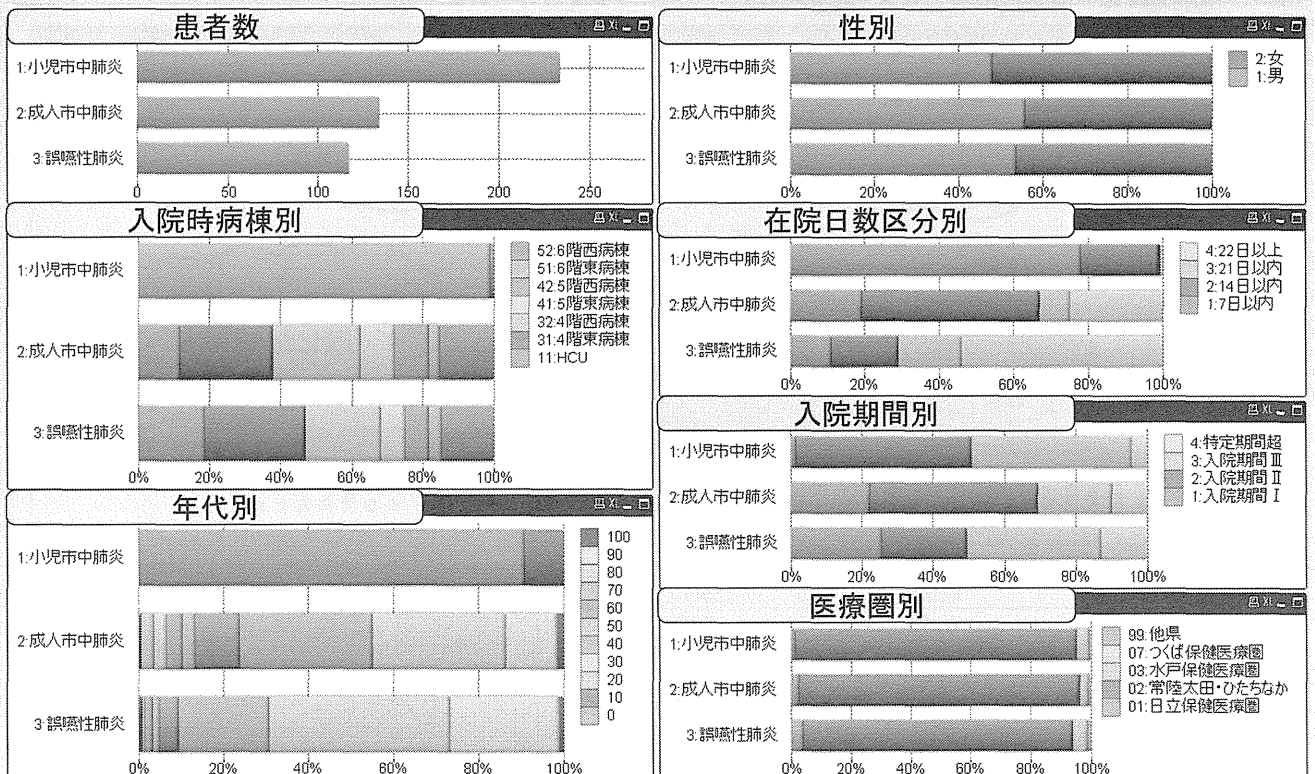 患者数
1:小児市中肺炎
2:成人市中肺炎
3:誤嚥性肺炎
0 50 100 150 200 250
性別
1:小児市中肺炎
2:成人市中肺炎
3:誤嚥性肺炎
0% 20% 40% 60% 80% 100%
2:女
1:男
入院時病棟別
1:小児市中肺炎
2:成人市中肺炎
3:誤嚥性肺炎
0% 20% 40% 60% 80% 100%
52:6階西病棟
51:6階東病棟
42:5階西病棟
41:5階東病棟
32:4階西病棟
31:4階東病棟
11:HCU
在院日数区分別
1:小児市中肺炎
2:成人市中肺炎
3:誤嚥性肺炎
0% 20% 40% 60% 80% 100%
4:22日以上
3:21日以内
2:14日以内
1:7日以内
入院期間別
1:小児市中肺炎
2:成人市中肺炎
3:誤嚥性肺炎
0% 20% 40% 60% 80% 100%
4:特定期間超
3:入院期間Ⅲ
2:入院期間Ⅱ
1:入院期間Ⅰ
年代別
1:小児市中肺炎
2:成人市中肺炎
3:誤嚥性肺炎
0% 20% 40% 60% 80% 100%
100
90
80
70
60
50
40
30
20
10
0
医療圏別
1:小児市中肺炎
2:成人市中肺炎
3:誤嚥性肺炎
0% 20% 40% 60% 80% 100%
99:他県
07:つくば保健医療圏
03:水戸保健医療圏
02:常陸太田・ひたちなか
01:日立保健医療圏